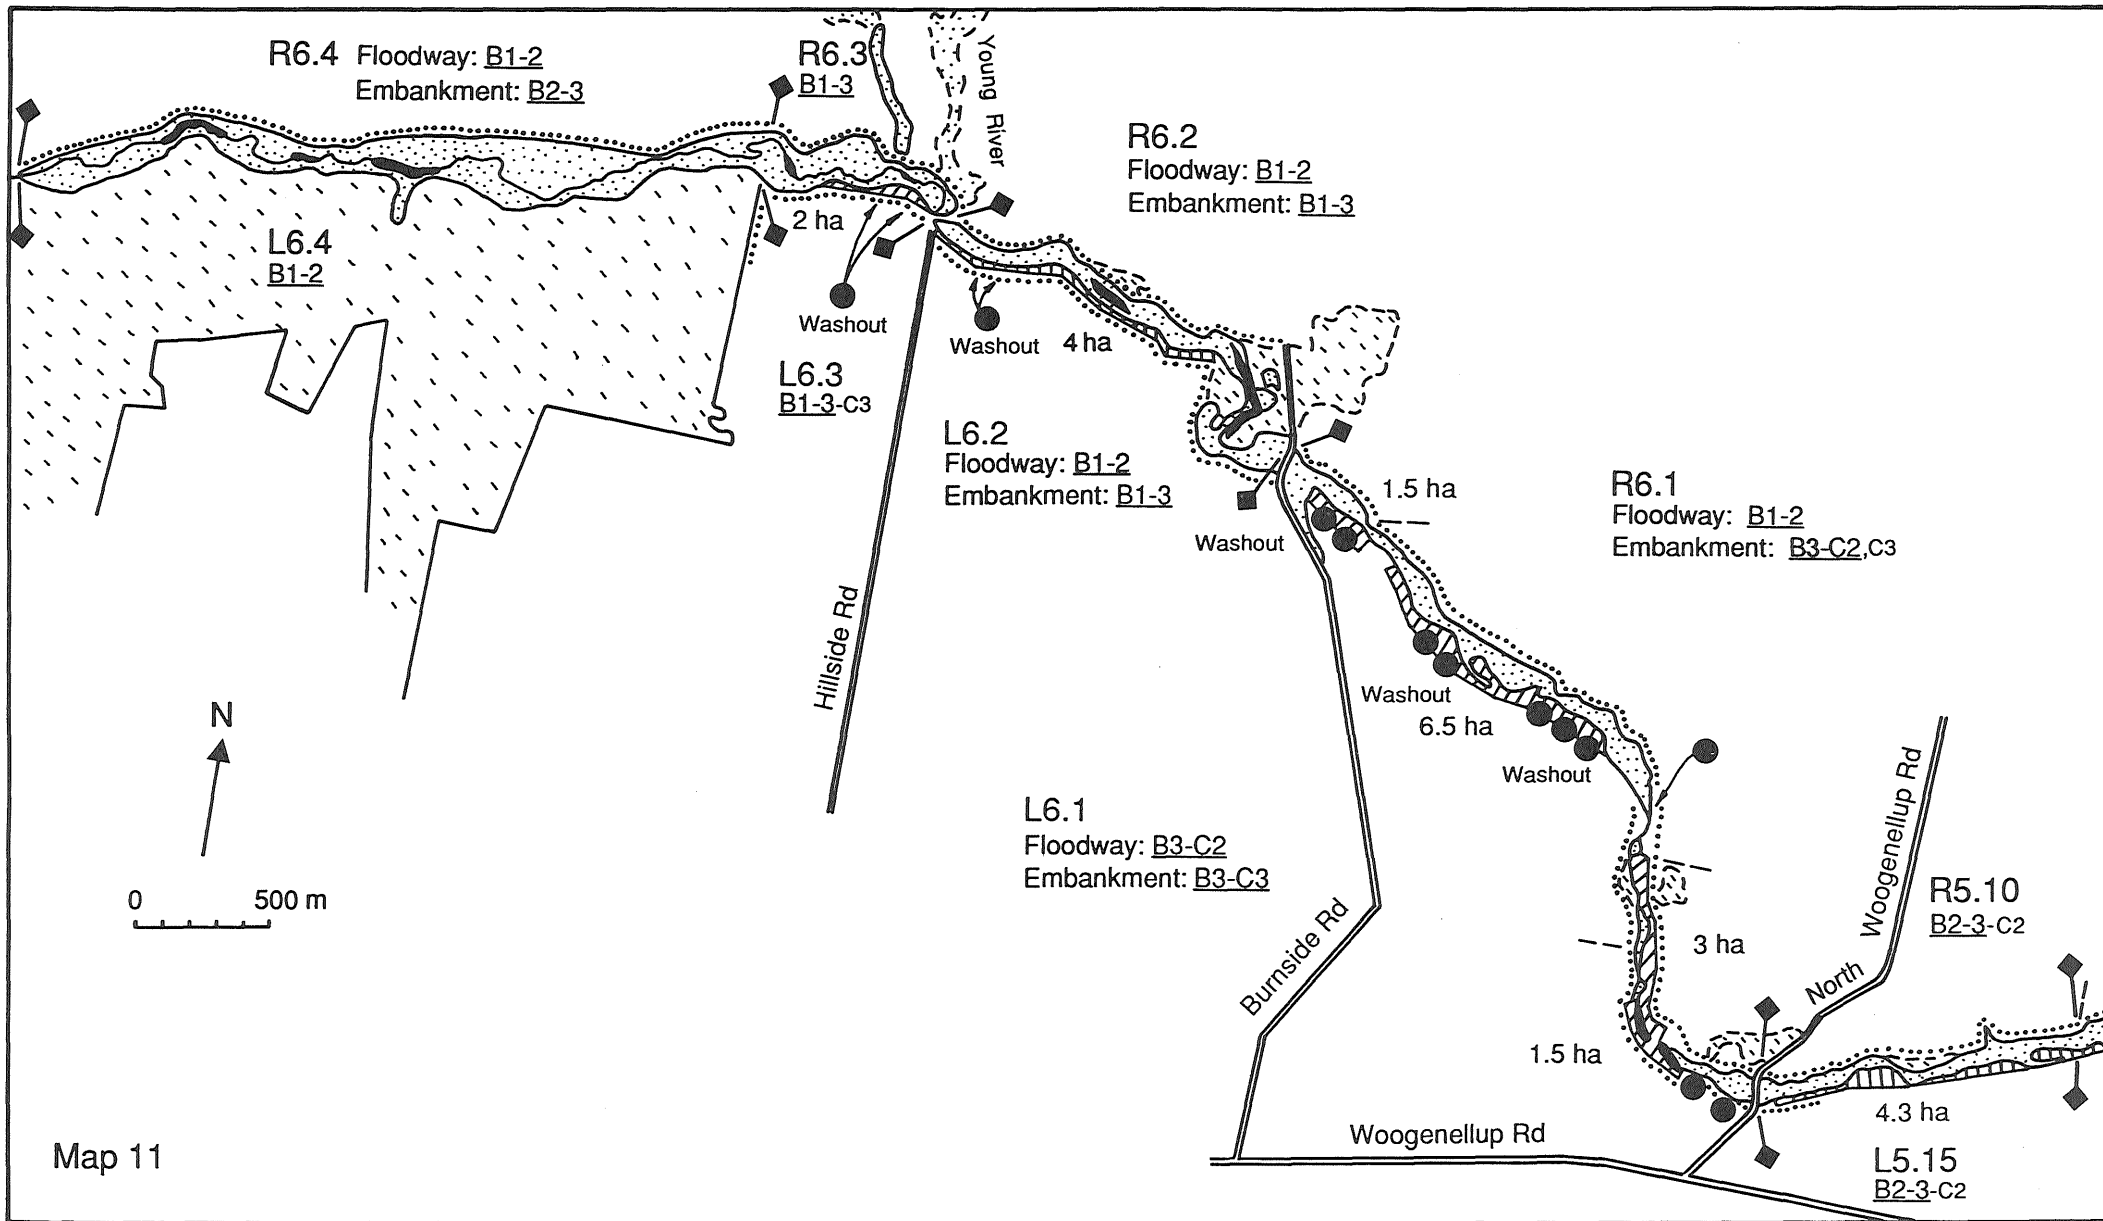 R6.4 Floodway: B1-2
Embankment: B2-3
R6.3
B1-3
Young River
R6.2
Floodway: B1-2
Embankment: B1-3
L6.4
B1-2
2 ha
Washout
L6.3
B1-3-C3
Washout
4 ha
L6.2
Floodway: B1-2
Embankment: B1-3
Washout
1.5 ha
R6.1
Floodway: B1-2
Embankment: B3-C2,C3
Hillside Rd
Washout
6.5 ha
Washout
N
0 500 m
L6.1
Floodway: B3-C2
Embankment: B3-C3
Burnside Rd
North Woogenellup Rd
R5.10
B2-3-C2
3 ha
1.5 ha
4.3 ha
Woogenellup Rd
L5.15
B2-3-C2
Map 11